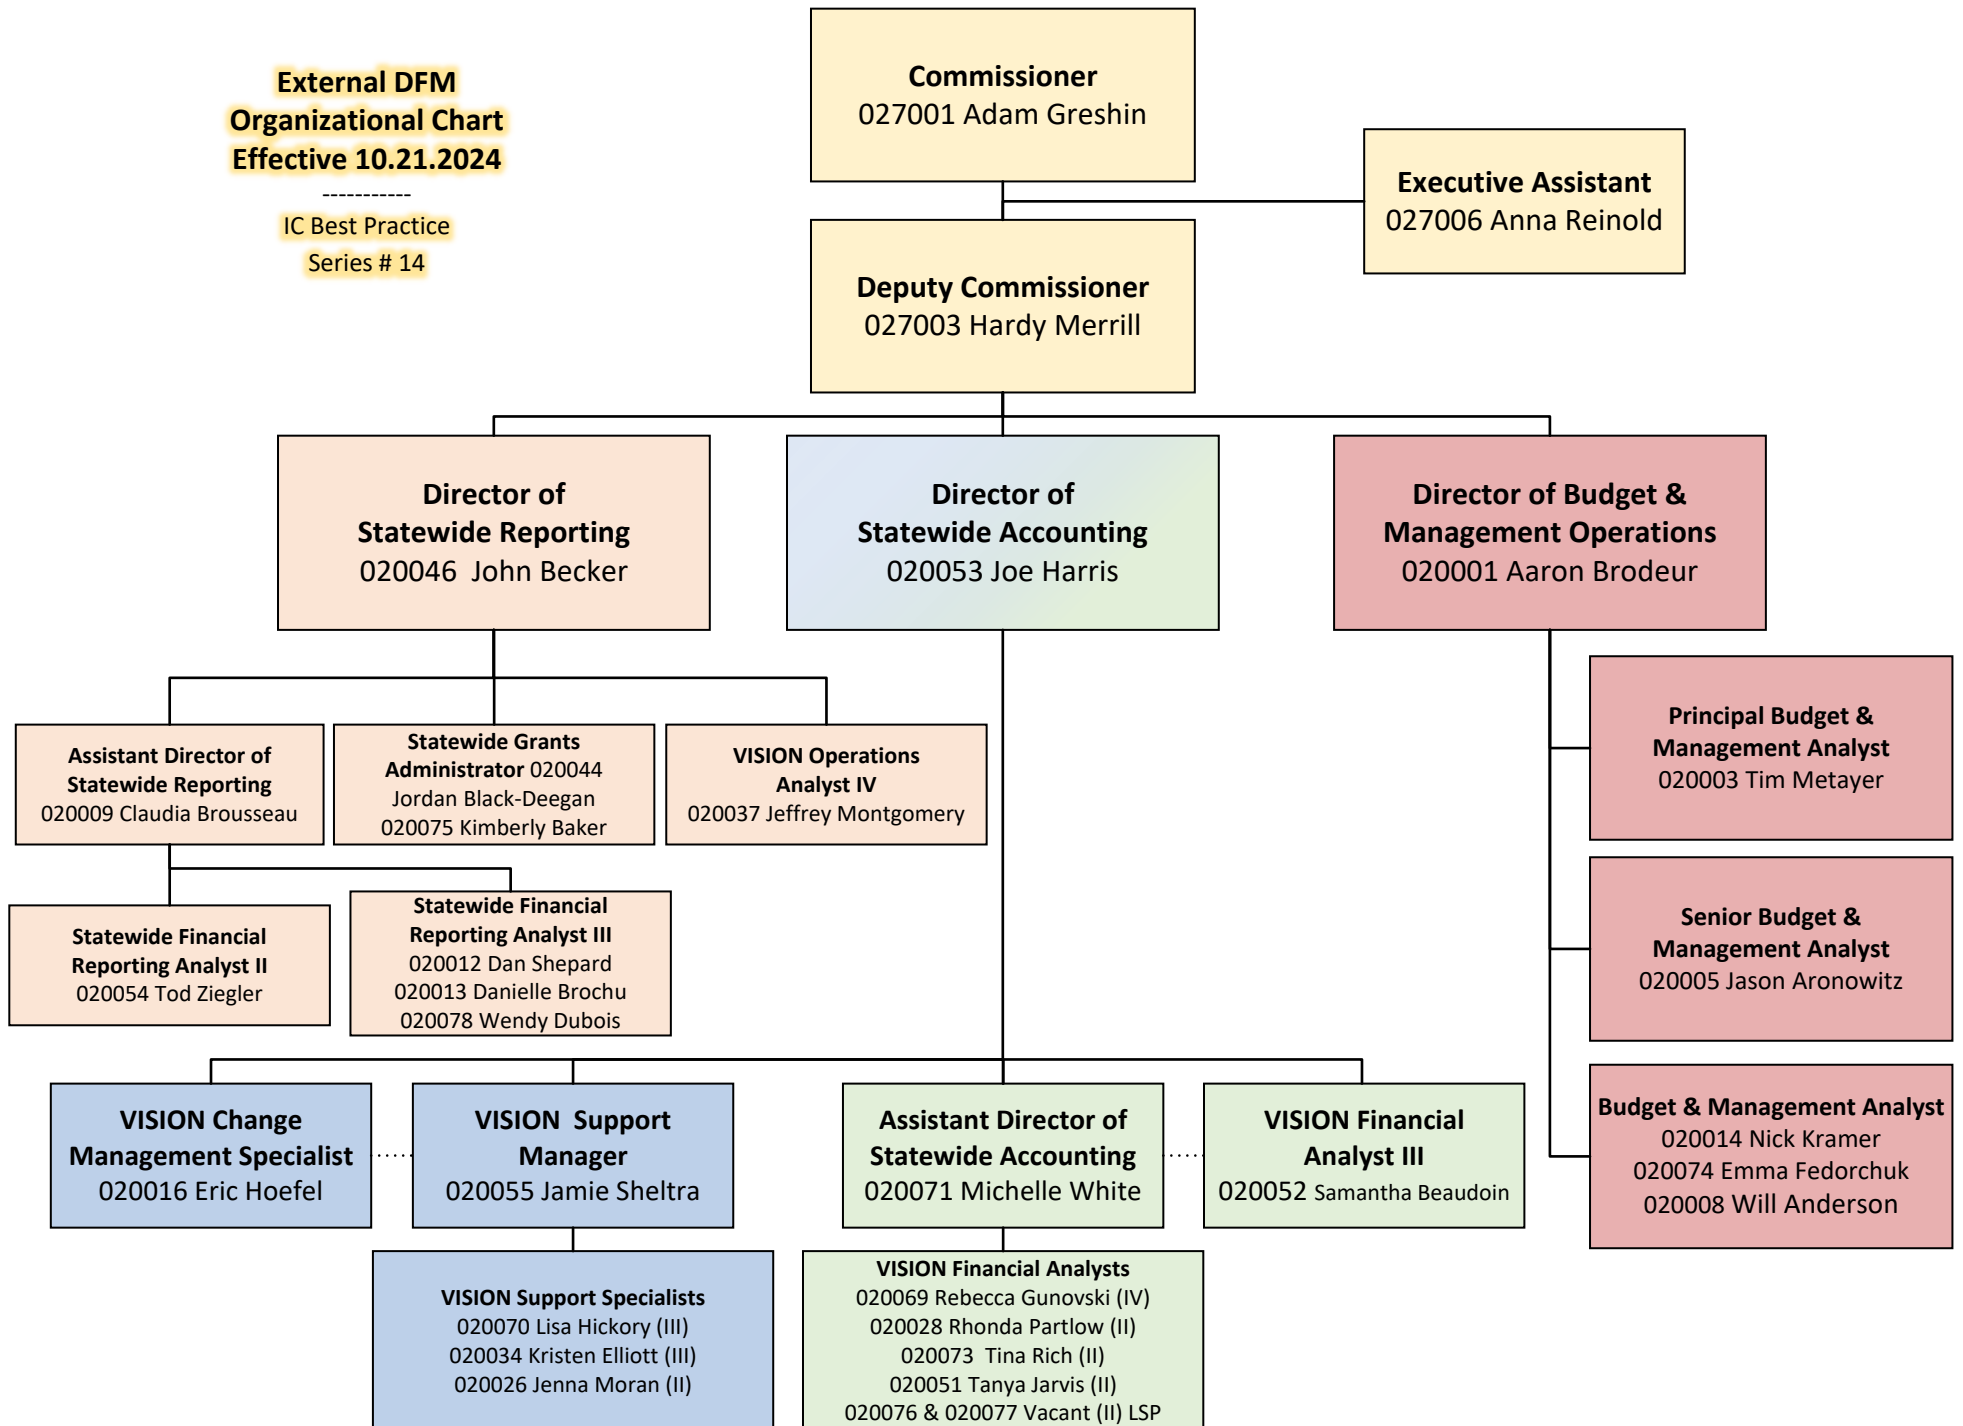 External DFM
Organizational Chart
Effective 10.21.2024
-----------
IC Best Practice
Series # 14
Commissioner
027001 Adam Greshin
Executive Assistant
027006 Anna Reinold
Deputy Commissioner
027003 Hardy Merrill
Director of
Statewide Reporting
020046  John Becker
Director of
Statewide Accounting
020053 Joe Harris
Director of Budget &
Management Operations
020001 Aaron Brodeur
Assistant Director of
Statewide Reporting
020009 Claudia Brousseau
Statewide Grants
Administrator 020044
Jordan Black-Deegan
020075 Kimberly Baker
VISION Operations
Analyst IV
020037 Jeffrey Montgomery
Principal Budget &
Management Analyst
020003 Tim Metayer
Statewide Financial
Reporting Analyst II
020054 Tod Ziegler
Statewide Financial
Reporting Analyst III
020012 Dan Shepard
020013 Danielle Brochu
020078 Wendy Dubois
Senior Budget &
Management Analyst
020005 Jason Aronowitz
VISION Change
Management Specialist
020016 Eric Hoefel
VISION  Support
Manager
020055 Jamie Sheltra
Assistant Director of
Statewide Accounting
020071 Michelle White
VISION Financial
Analyst III
020052 Samantha Beaudoin
Budget & Management Analyst
020014 Nick Kramer
020074 Emma Fedorchuk
020008 Will Anderson
VISION Support Specialists
020070 Lisa Hickory (III)
020034 Kristen Elliott (III)
020026 Jenna Moran (II)
VISION Financial Analysts
020069 Rebecca Gunovski (IV)
020028 Rhonda Partlow (II)
020073  Tina Rich (II)
020051 Tanya Jarvis (II)
020076 & 020077 Vacant (II) LSP